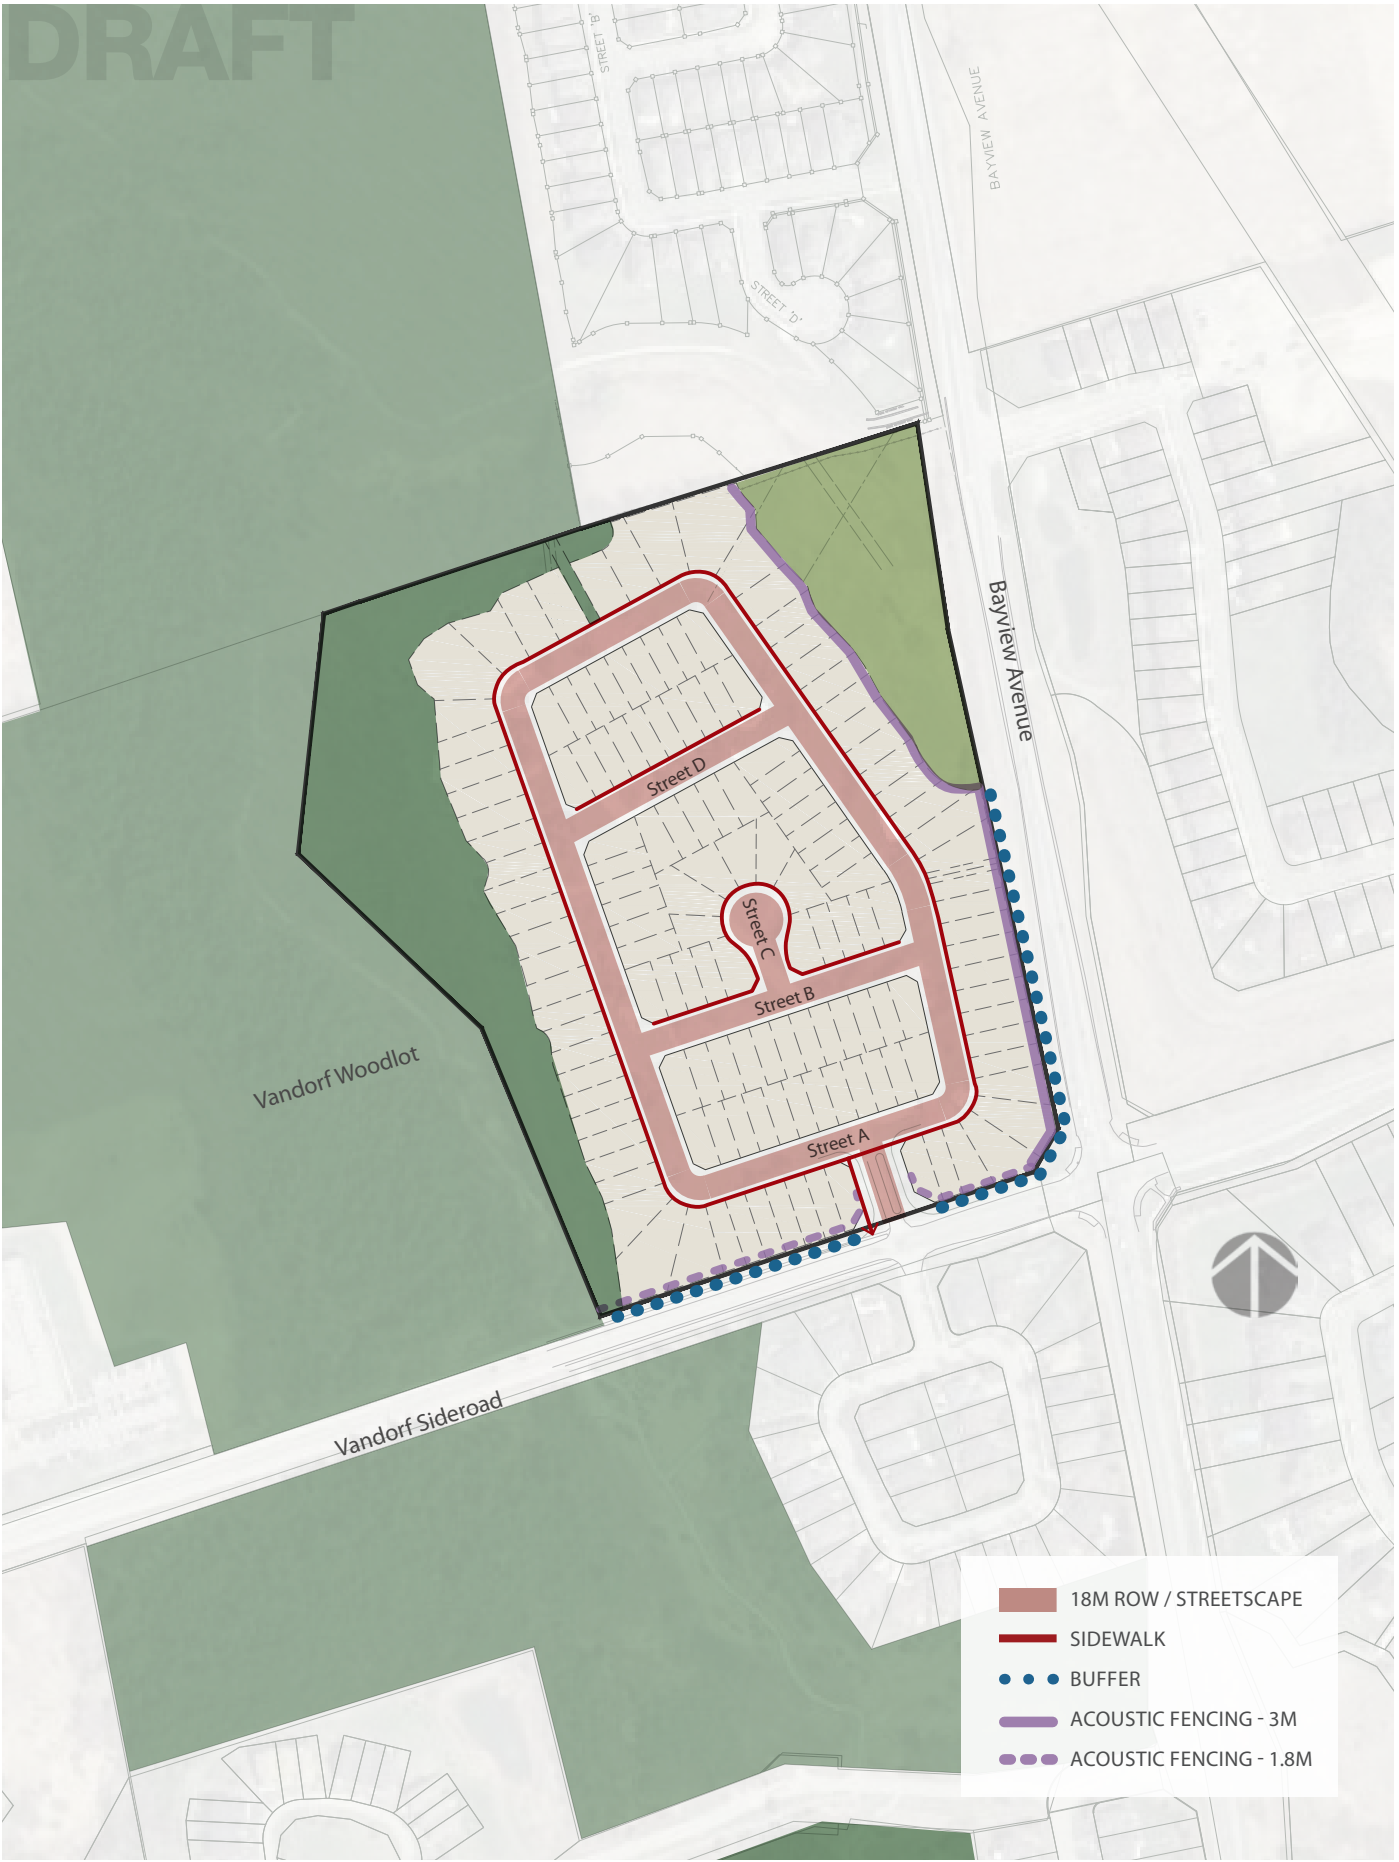 DRAFT
STREET 'B'
BAYVIEW AVENUE
STREET 'D'
Bayview Avenue
Street D
Street C
Street B
Vandorf Woodlot
Street A
Vandorf Sideroad
18M ROW / STREETSCAPE
SIDEWALK
BUFFER
ACOUSTIC FENCING - 3M
ACOUSTIC FENCING - 1.8M